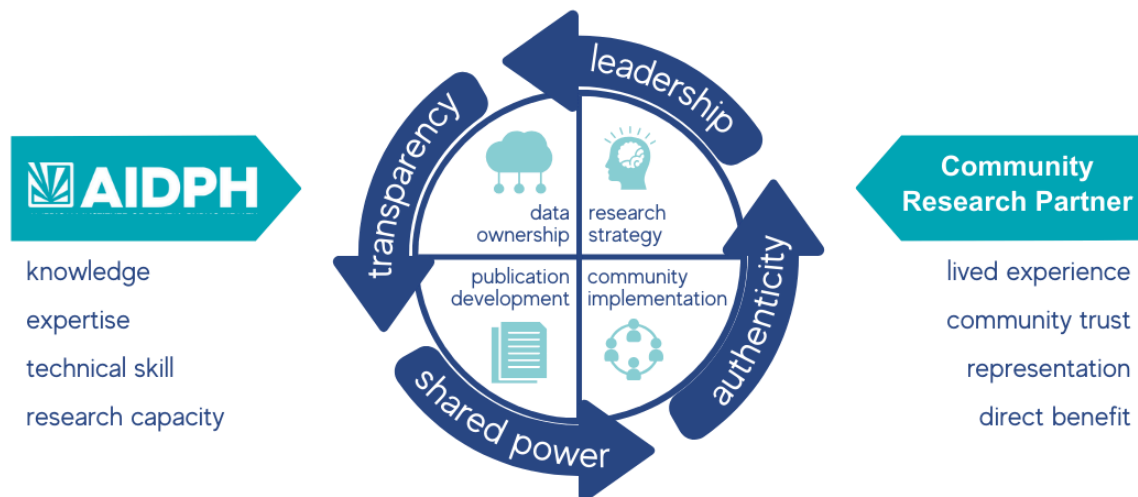 AIDPH
knowledge
expertise
technical skill
research capacity
leadership
transparency
authenticity
shared power
data
ownership
research
strategy
publication
development
community
implementation
Community
Research Partner
lived experience
community trust
representation
direct benefit